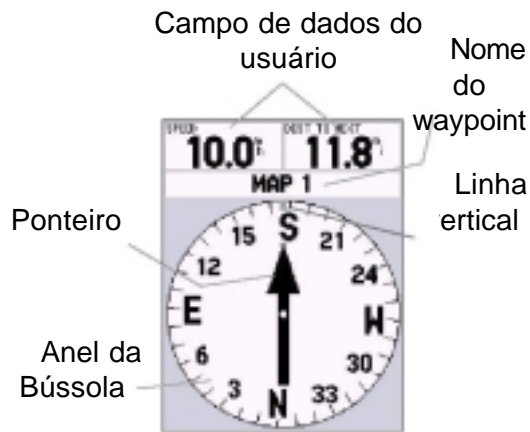 Campo de dados do
usuário
Nome
do
waypoint
SPEED
DIST TO NEXT
10.0
11.8
MAP 1
Linha
ertical
Ponteiro
S
15
21
12
24
E
W
6
30
3
33
N
Anel da
Bússola